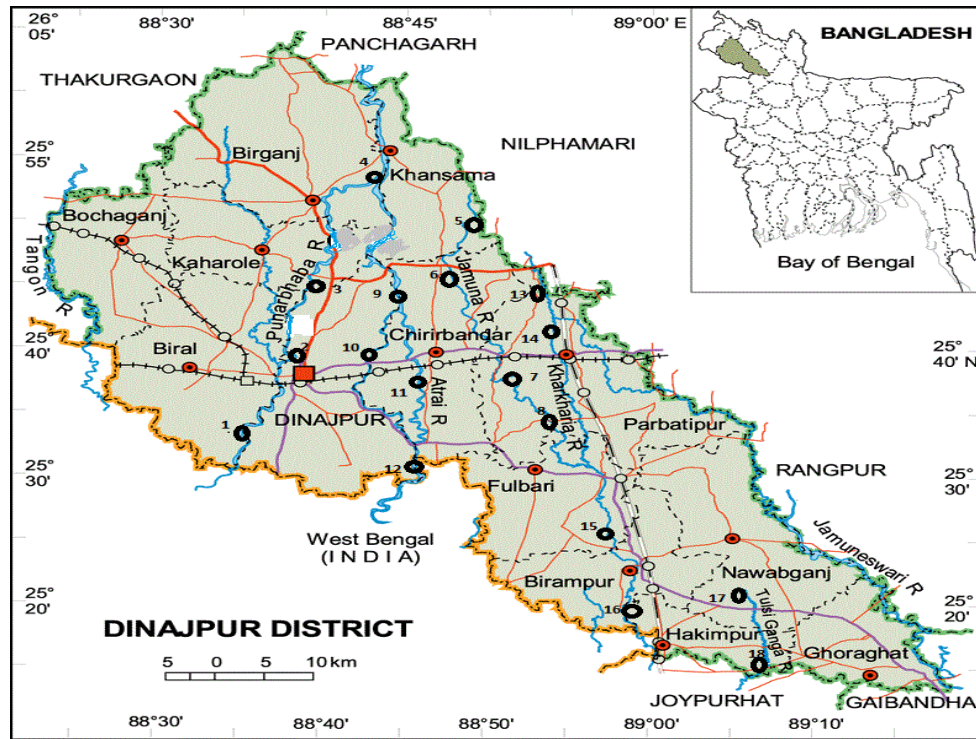 26
05'
88°30'
88°45'
89°00' E
PANCHAGARH
THAKURGAON
BANGLADESH
25
55'
NILPHAMARI
Birganj
4
Khansama
Bochaganj
5
Tangon R
Kaharole
Punarbhaba R
3
9
6
Jamuna R
13
Bay of Bengal
25
40'
Chirirbandar
14
25
40' N
Biral
2
10
7
11
Atrai R
Kharkharia R
DINAJPUR
8
Parbatipur
1
25
30'
12
RANGPUR
25
30'
Fulbari
West Bengal
(I N D I A)
15
Jamuneswari R
25
20'
Birampur
Nawabganj
17
25
20'
DINAJPUR DISTRICT
16
Hakimpur
Tulsi Ganga R
18
Ghoraghat
5 0 5 10 km
JOYPURHAT
GAIBANDHA
88°30'
88°40'
88°50'
89°00'
89°10'